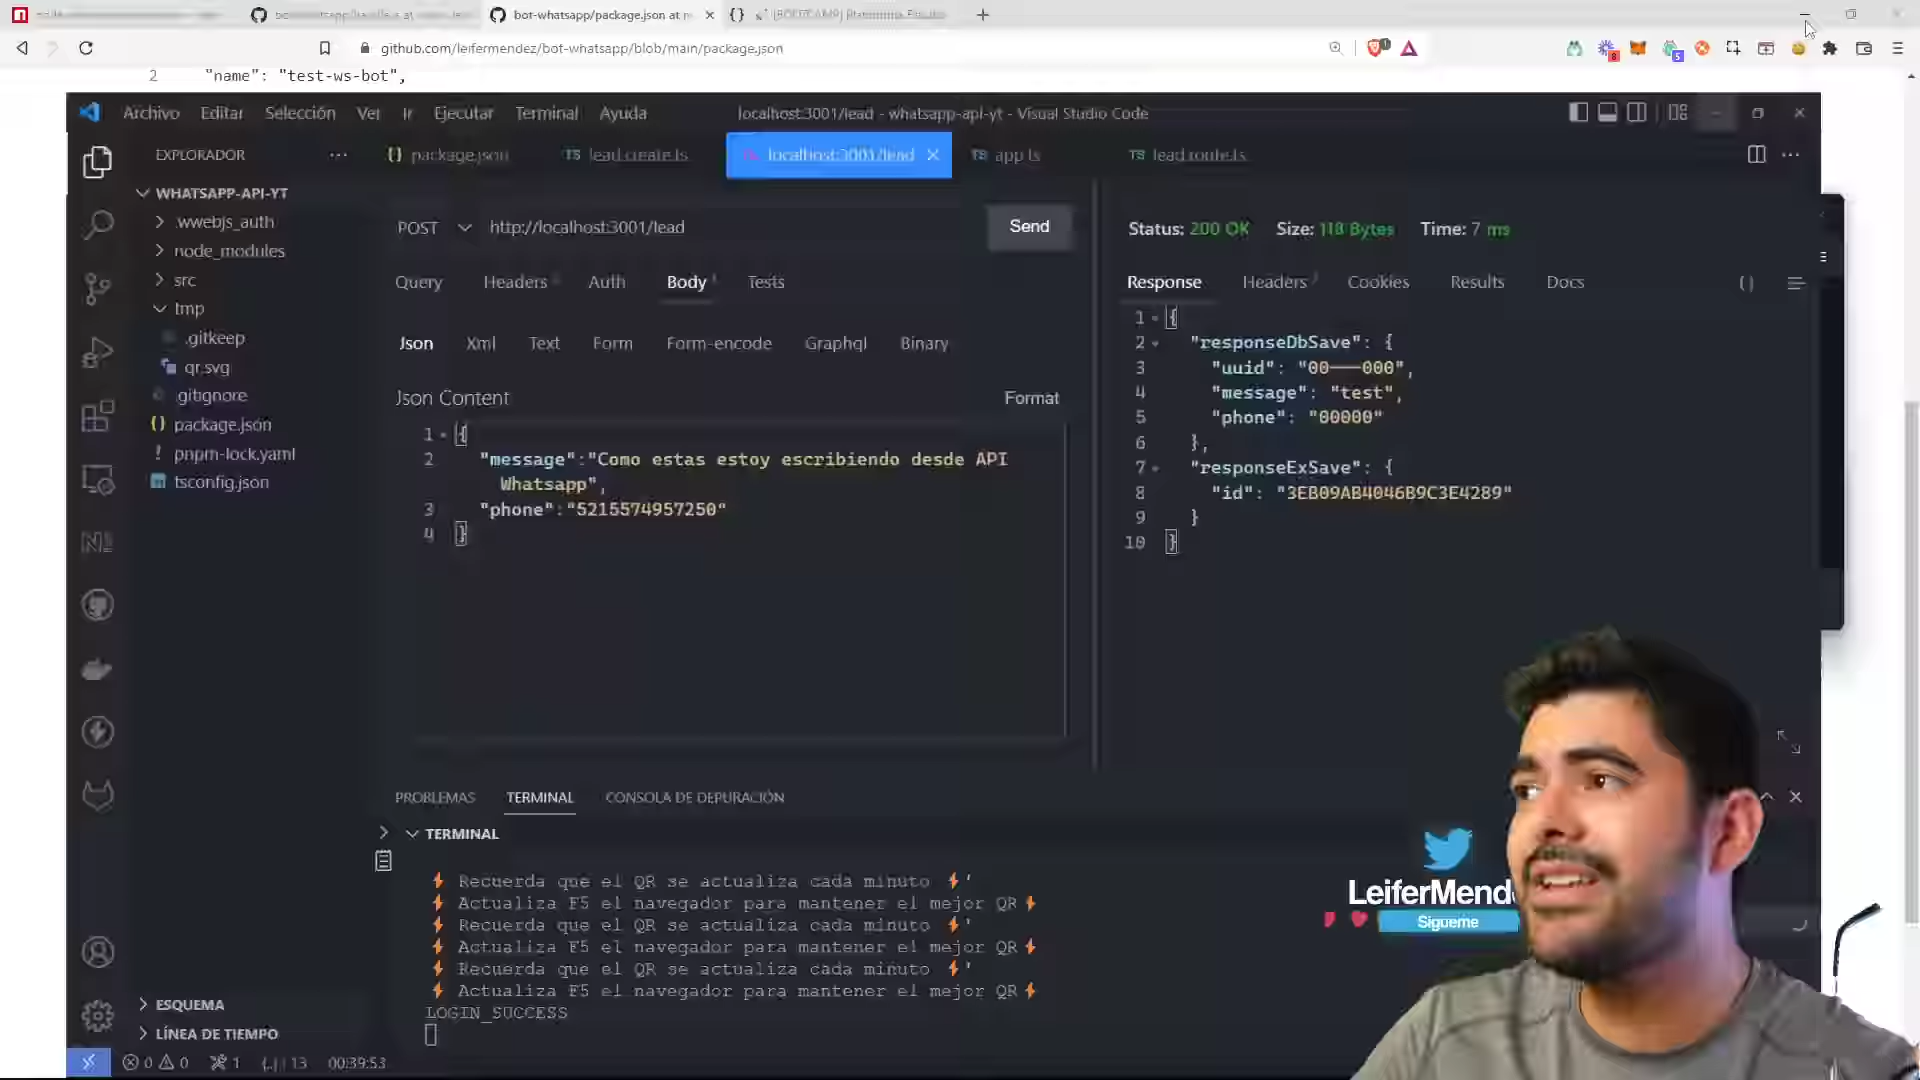 bot-whatsapp/package.json at
github.com/leifermendez/bot-whatsapp/blob/main/package.json
2 "name": "test-ws-bot",
Archivo Editar Selección Ver Ir Ejecutar Terminal Ayuda
localhost:3001/lead - whatsapp-api-yt - Visual Studio Code
EXPLORADOR
package.json
TS lead.create.ts
localhost:3001/lead
TS app.ts
TS lead.route.ts
WHATSAPP-API-YT
.wwebjs_auth
node_modules
src
tmp
.gitkeep
qr.svg
.gitignore
package.json
pnpm-lock.yaml
tsconfig.json
ESQUEMA
LÍNEA DE TIEMPO
POST http://localhost:3001/lead Send
Query Headers Auth Body 1 Tests
Json Xml Text Form Form-encode Graphql Binary
Json Content Format
1 {
2 "message":"Como estas estoy escribiendo desde API
Whatsapp",
3 "phone":"5215574957250"
4 }
Status: 200 OK Size: 118 Bytes Time: 7 ms
Response Headers Cookies Results Docs
1 {
2 "responseDbSave": {
3 "uuid": "00---000",
4 "message": "test",
5 "phone": "00000"
6 },
7 "responseExSave": {
8 "id": "3EB09AB4046B9C3E4289"
9 }
10 }
PROBLEMAS TERMINAL CONSOLA DE DEPURACIÓN
TERMINAL
⚡ Recuerda que el QR se actualiza cada minuto ⚡'
⚡ Actualiza F5 el navegador para mantener el mejor QR⚡
⚡ Recuerda que el QR se actualiza cada minuto ⚡'
⚡ Actualiza F5 el navegador para mantener el mejor QR⚡
⚡ Recuerda que el QR se actualiza cada minuto ⚡'
⚡ Actualiza F5 el navegador para mantener el mejor QR⚡
LOGIN_SUCCESS
LeiferMende
Sigueme
0 0 1 13 00:39:53